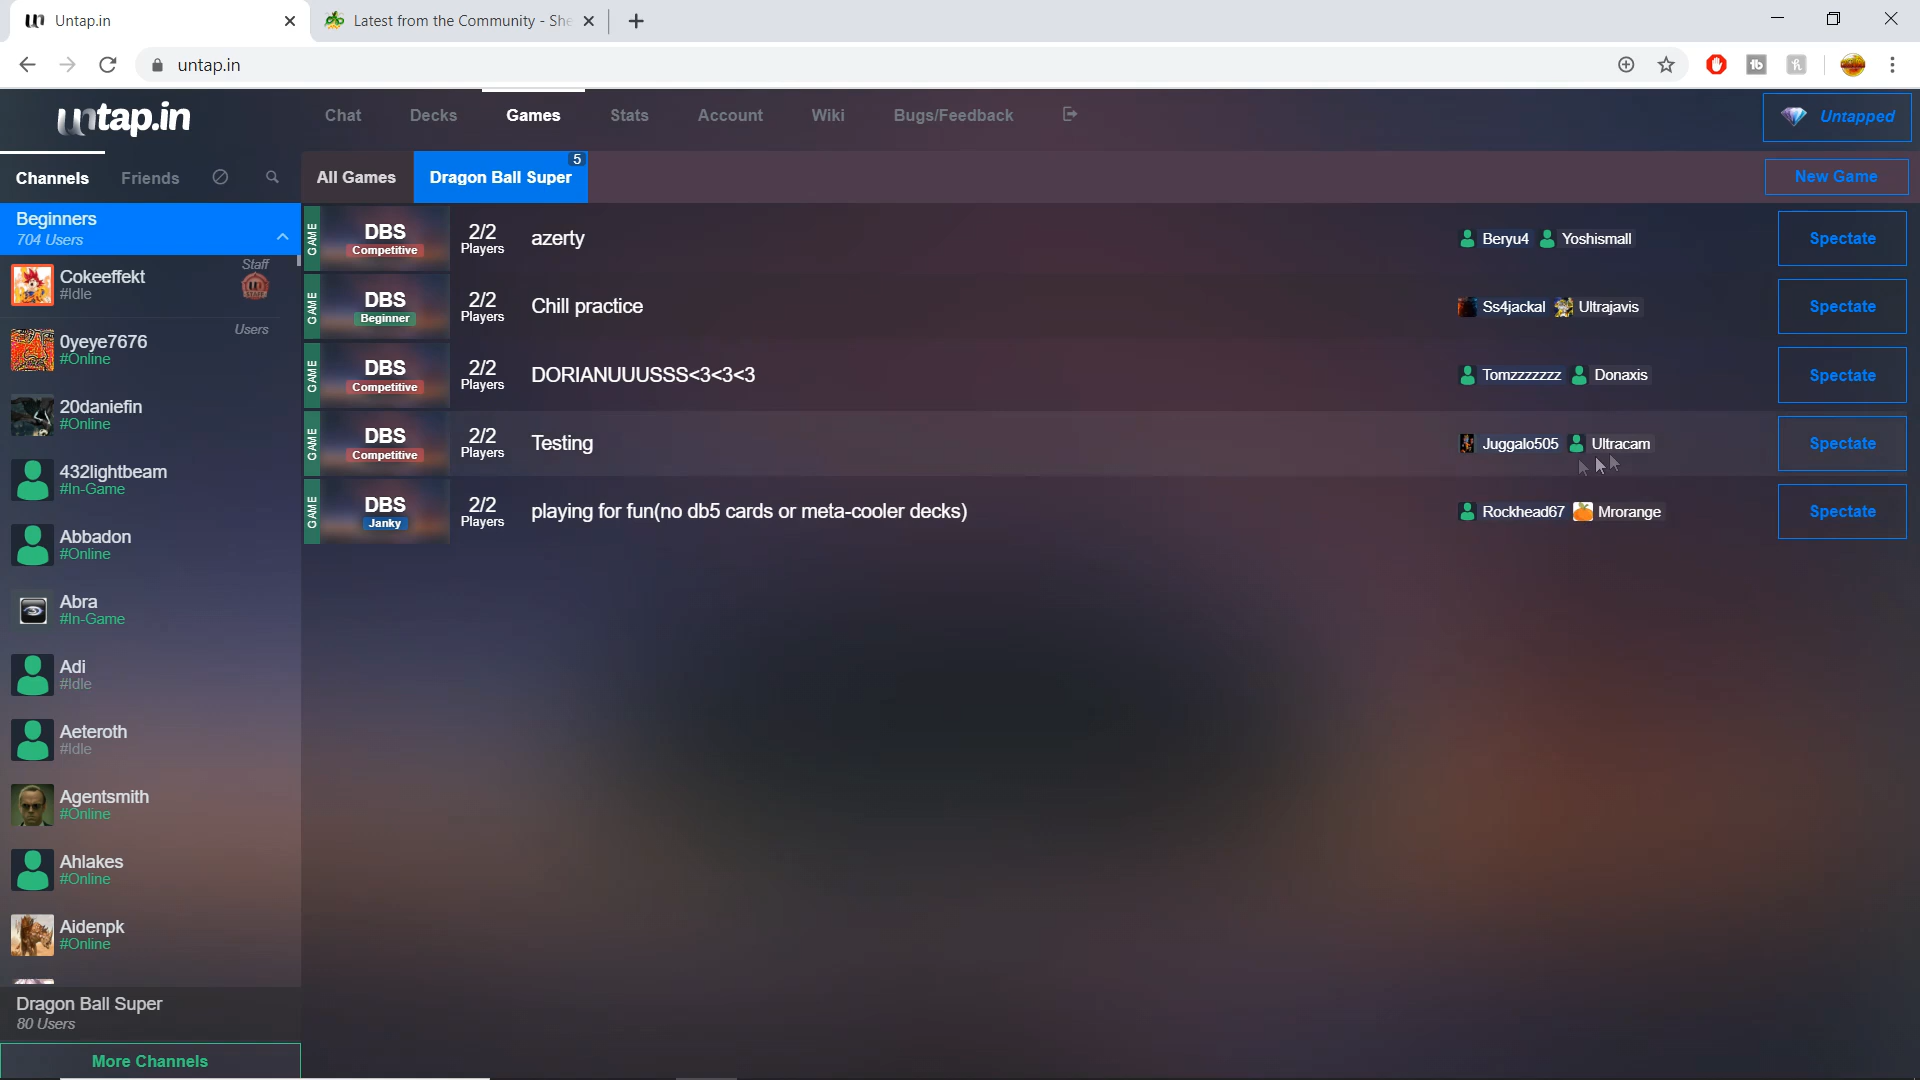 Untap.in
Latest from the Community - She
untap.in
untap.in
Chat Decks Games Stats Account Wiki Bugs/Feedback
Untapped
Channels Friends
All Games
Dragon Ball Super 5
New Game
Beginners
704 Users
Staff
Cokeeffekt
#Idle
STAFF
Users
0yeye7676
#Online
20daniefin
#Online
432lightbeam
#In-Game
Abbadon
#Online
Abra
#In-Game
Adi
#Idle
Aeteroth
#Idle
Agentsmith
#Online
Ahlakes
#Online
Aidenpk
#Online
Dragon Ball Super
80 Users
More Channels
GAME DBS Competitive 2/2 Players azerty Beryu4 Yoshismall Spectate
GAME DBS Beginner 2/2 Players Chill practice Ss4jackal Ultrajavis Spectate
GAME DBS Competitive 2/2 Players DORIANUUUSSS<3<3<3 Tomzzzzzzz Donaxis Spectate
GAME DBS Competitive 2/2 Players Testing Juggalo505 Ultracam Spectate
GAME DBS Janky 2/2 Players playing for fun(no db5 cards or meta-cooler decks) Rockhead67 Mrorange Spectate